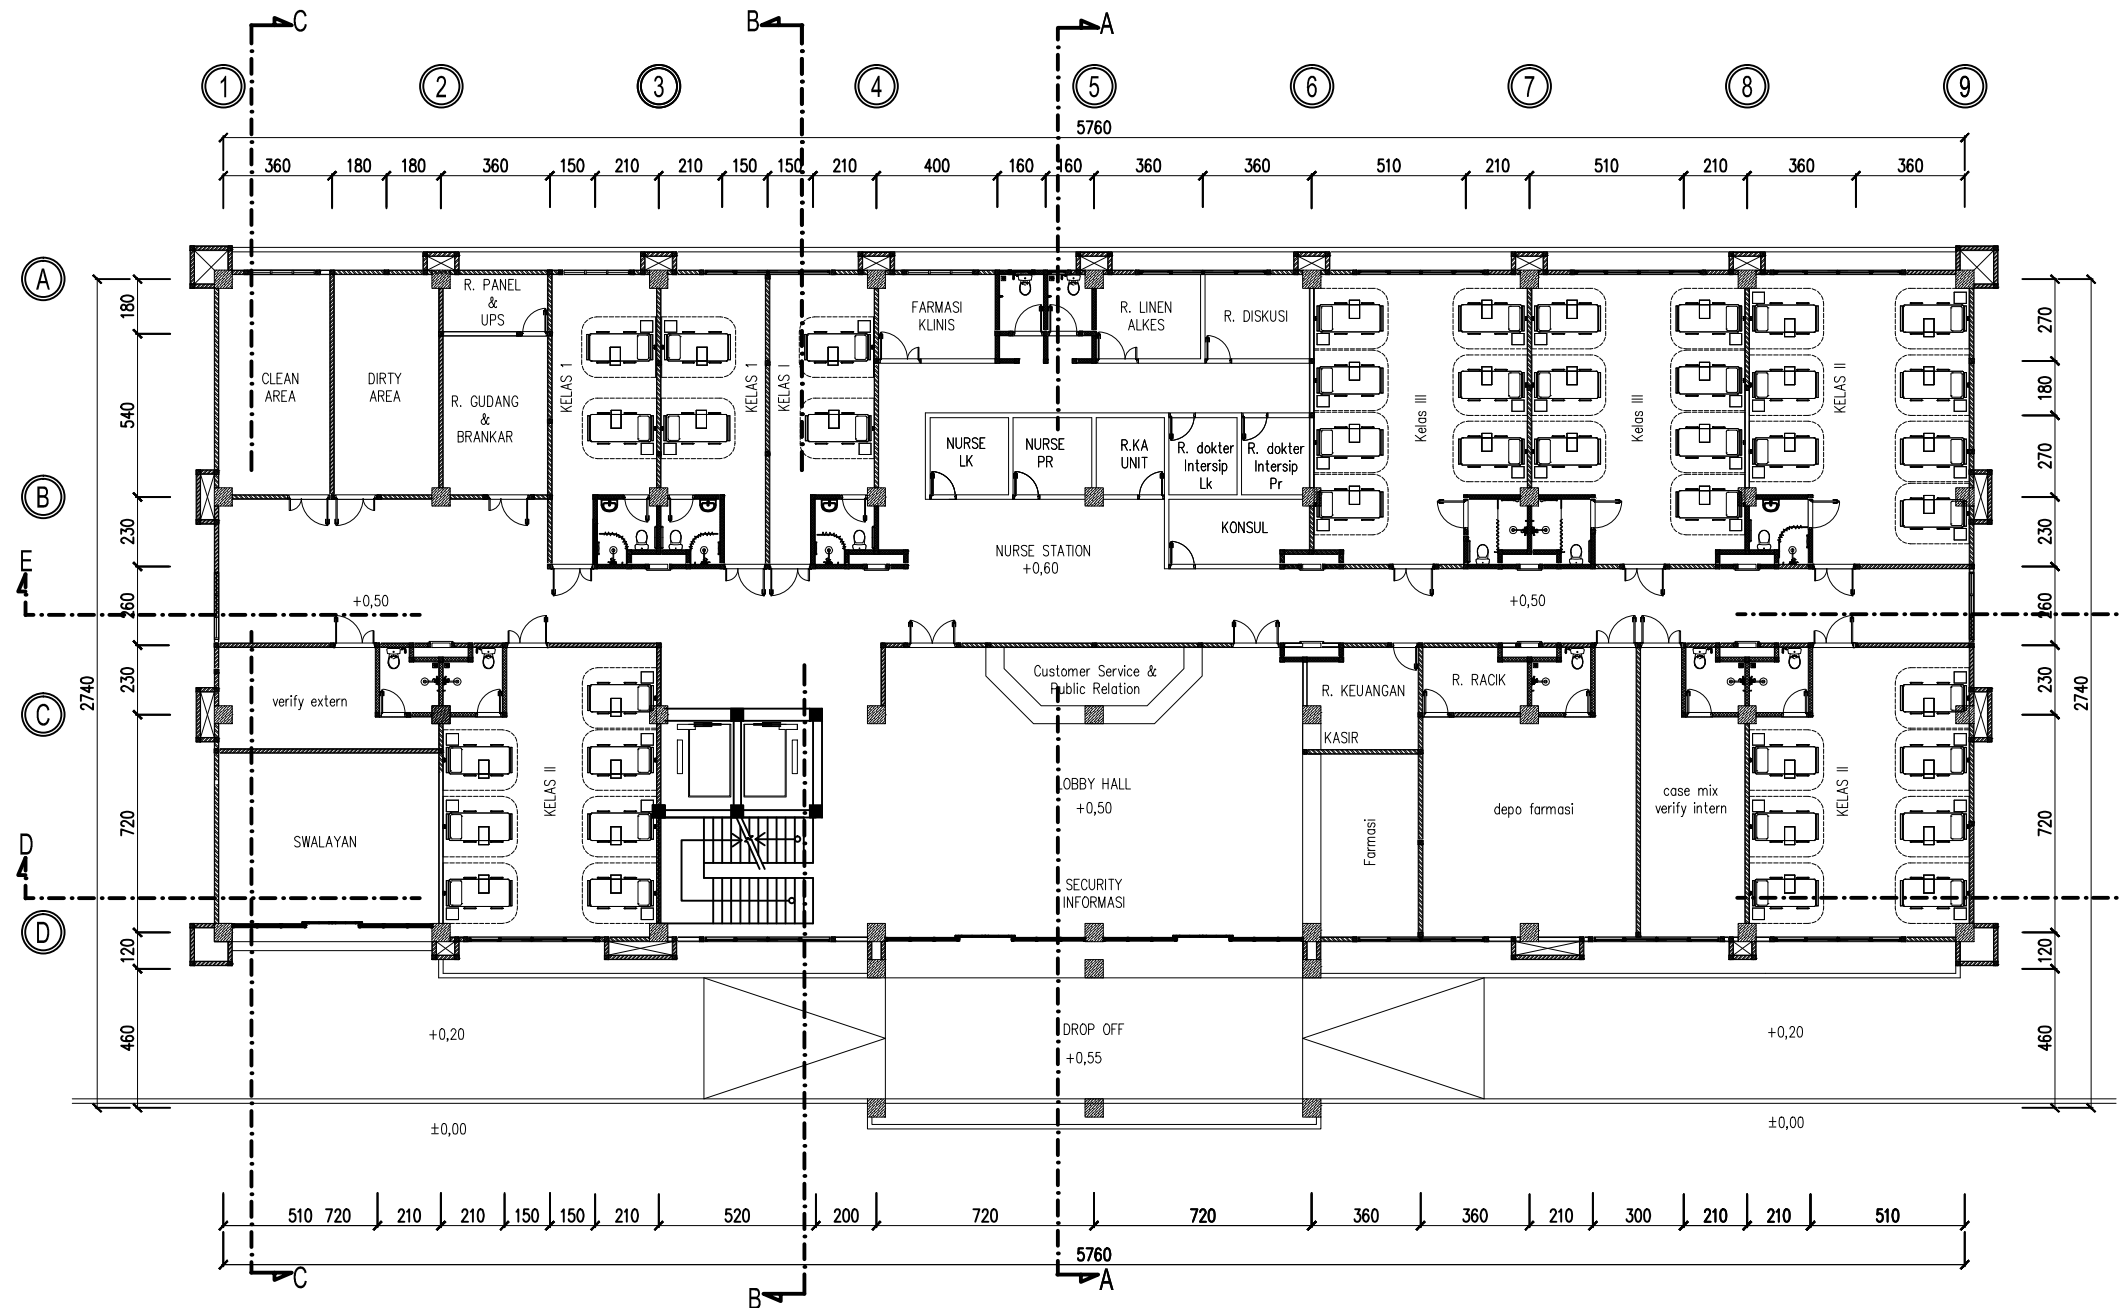 C
B
A
1
2
3
4
5
6
7
8
9
5760
360 180 180 360 150 210 210 150 150 210 400 160 160 360 360 510 210 510 210 360 360
A
B
E
C
D
D
2740
180
540
230
260
230
720
120
460
270
180
270
230
260
230
720
120
460
2740
CLEAN
AREA
DIRTY
AREA
R. PANEL
&
UPS
R. GUDANG
&
BRANKAR
KELAS 1
KELAS 1
KELAS I
FARMASI
KLINIS
R. LINEN
ALKES
R. DISKUSI
Kelas III
Kelas III
KELAS II
NURSE
LK
NURSE
PR
R.KA
UNIT
R. dokter
Intersip
Lk
R. dokter
Intersip
Pr
KONSUL
NURSE STATION
+0,60
+0,50
+0,50
verify extern
SWALAYAN
KELAS II
Customer Service &
Public Relation
LOBBY HALL
+0,50
SECURITY
INFORMASI
R. KEUANGAN
KASIR
Farmasi
R. RACIK
depo farmasi
case mix
verify intern
KELAS II
+0,20
DROP OFF
+0,55
+0,20
±0,00
±0,00
510 720 210 210 150 150 210 520 200 720 720 360 360 210 300 210 210 510
5760
C
B
A